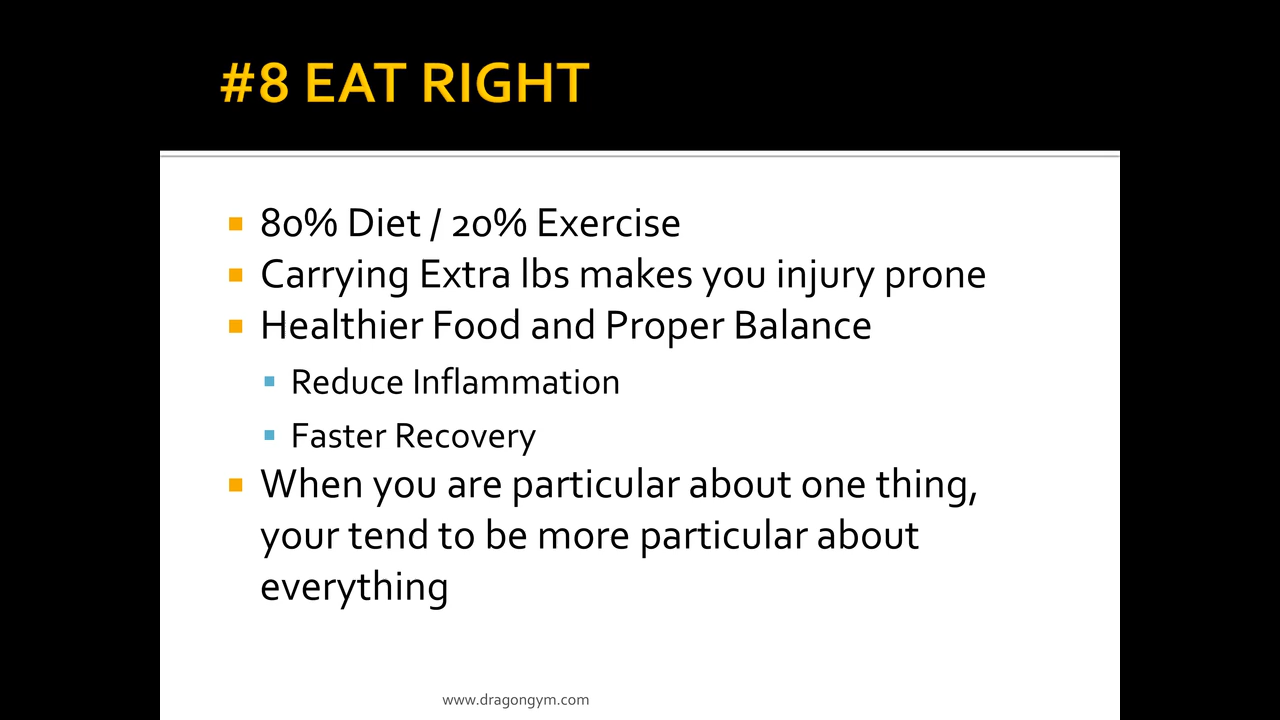 #8 EAT RIGHT
80% Diet / 20% Exercise
Carrying Extra lbs makes you injury prone
Healthier Food and Proper Balance
Reduce Inflammation
Faster Recovery
When you are particular about one thing,
your tend to be more particular about
everything
www.dragongym.com